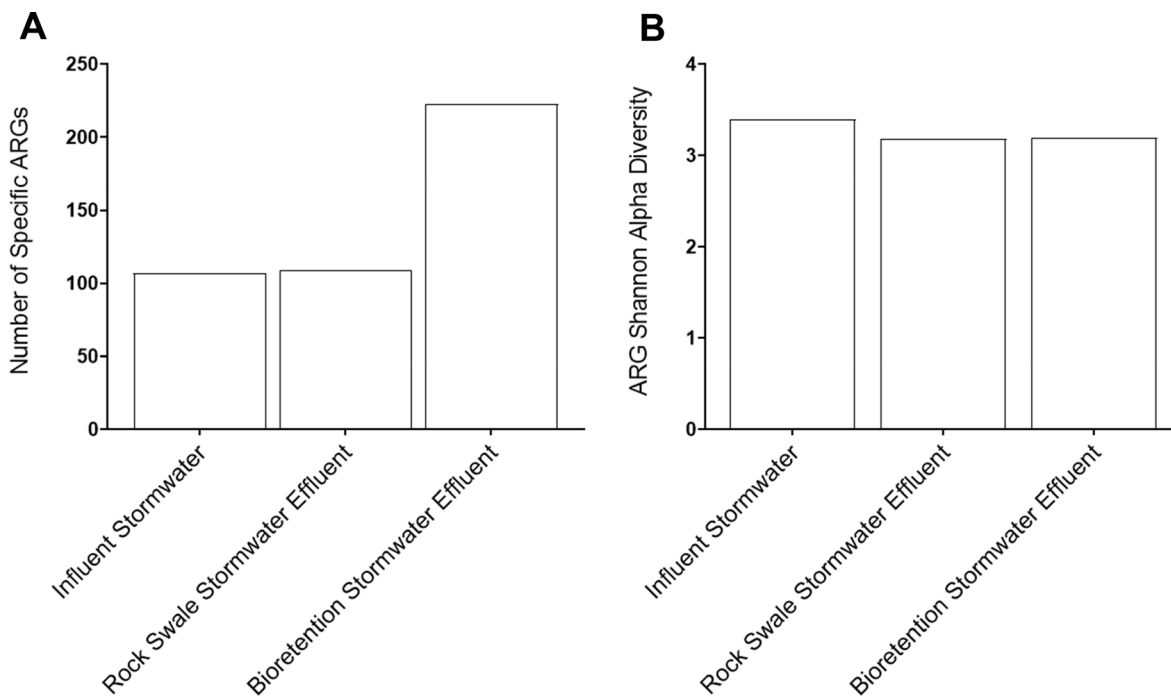 A
Number of Specific ARGs
250
200
150
100
50
0
Influent Stormwater
Rock Swale Stormwater Effluent
Bioretention Stormwater Effluent
B
ARG Shannon Alpha Diversity
4
3
2
1
0
Influent Stormwater
Rock Swale Stormwater Effluent
Bioretention Stormwater Effluent